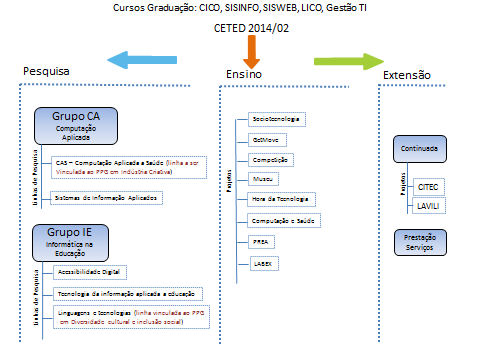 Cursos Graduação: CICO, SISINFO, SISWEB, LICO, Gestão TI
CETED 2014/02
Pesquisa
Ensino
Extensão
Grupo CA
Computação
Aplicada
Linhas de Pesquisa
CAS – Computação Aplicada a Saúde (linha a ser
Vinculada ao PPG em Indústria Criativa)
Sistemas de Informação Aplicados
Grupo IE
Informática na
Educação
Linhas de Pesquisa
Acessibilidade Digital
Tecnologia da informação aplicada a educação
Linguagens e tecnologias (linha vinculada ao PPG
em Diversidade cultural e inclusão social)
Projetos
Sociotecnologia
GetMove
Competição
Museu
Hora da Tecnologia
Computação e Saúde
PREA
LABEX
Continuada
Projetos
CITEC
LAVILI
Prestação
Serviços